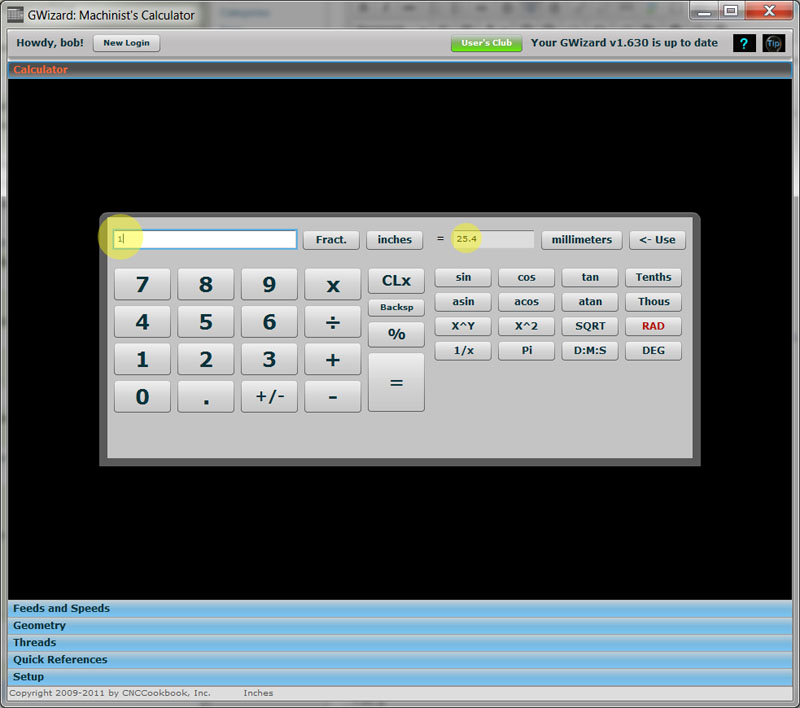 GWizard: Machinist's Calculator
Howdy, bob! New Login User's Club Your GWizard v1.630 is up to date ? Tip
Calculator
1 Fract. inches = 25.4 millimeters <- Use
7 8 9 x CLx sin cos tan Tenths
Backsp asin acos atan Thous
4 5 6 ÷ % X^Y X^2 SQRT RAD
1 2 3 + = 1/x Pi D:M:S DEG
0 . +/- -
Feeds and Speeds
Geometry
Threads
Quick References
Setup
Copyright 2009-2011 by CNCCookbook, Inc. Inches